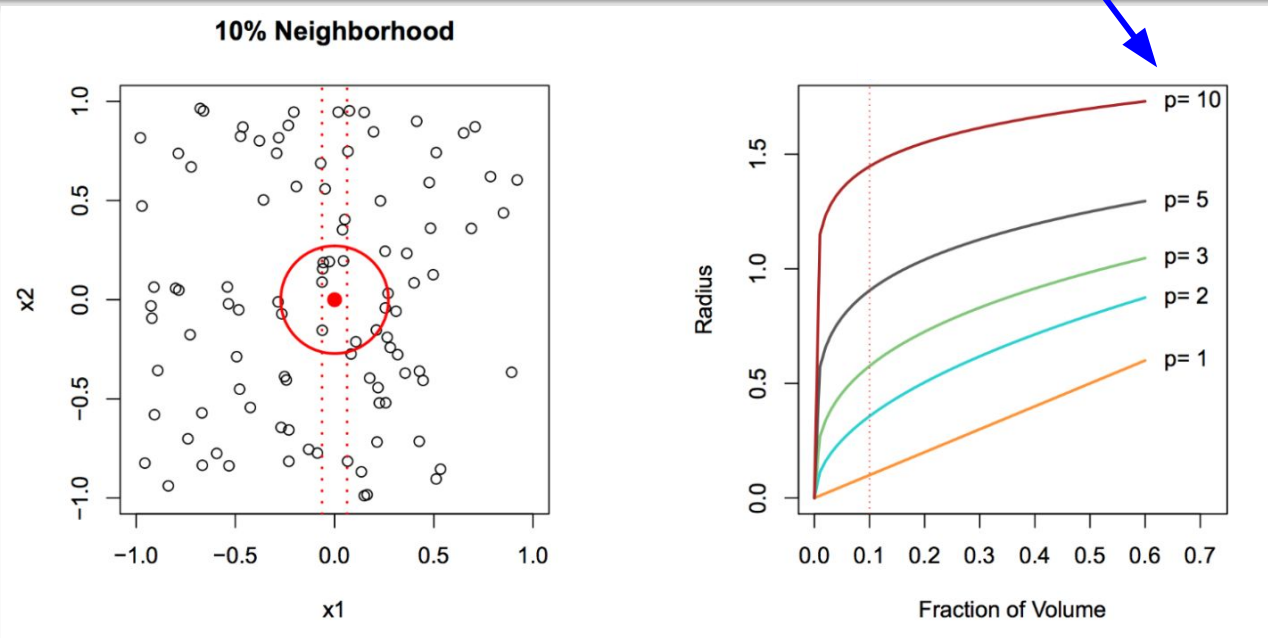 10% Neighborhood
1.0
0.5
0.0
−0.5
−1.0
x2
−1.0 −0.5 0.0 0.5 1.0
x1
1.5
1.0
0.5
0.0
Radius
p= 10
p= 5
p= 3
p= 2
p= 1
0.0 0.1 0.2 0.3 0.4 0.5 0.6 0.7
Fraction of Volume